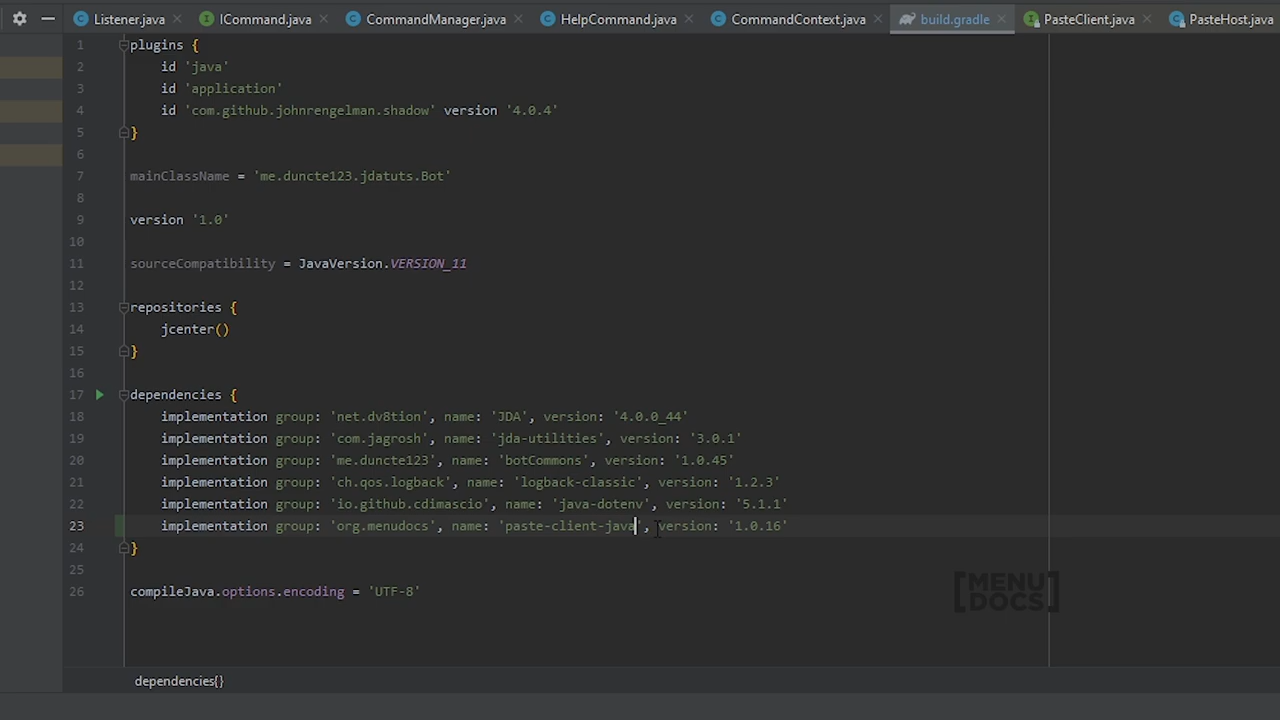 Listener.java ICommand.java CommandManager.java HelpCommand.java CommandContext.java build.gradle PasteClient.java PasteHost.java
1 plugins {
2 id 'java'
3 id 'application'
4 id 'com.github.johnrengelman.shadow' version '4.0.4'
5 }
6
7 mainClassName = 'me.duncte123.jdatuts.Bot'
8
9 version '1.0'
10
11 sourceCompatibility = JavaVersion.VERSION_11
12
13 repositories {
14 jcenter()
15 }
16
17 dependencies {
18 implementation group: 'net.dv8tion', name: 'JDA', version: '4.0.0_44'
19 implementation group: 'com.jagrosh', name: 'jda-utilities', version: '3.0.1'
20 implementation group: 'me.duncte123', name: 'botCommons', version: '1.0.45'
21 implementation group: 'ch.qos.logback', name: 'logback-classic', version: '1.2.3'
22 implementation group: 'io.github.cdimascio', name: 'java-dotenv', version: '5.1.1'
23 implementation group: 'org.menudocs', name: 'paste-client-java', version: '1.0.16'
24 }
25
26 compileJava.options.encoding = 'UTF-8'
[MENU
DOCS]
dependencies{}